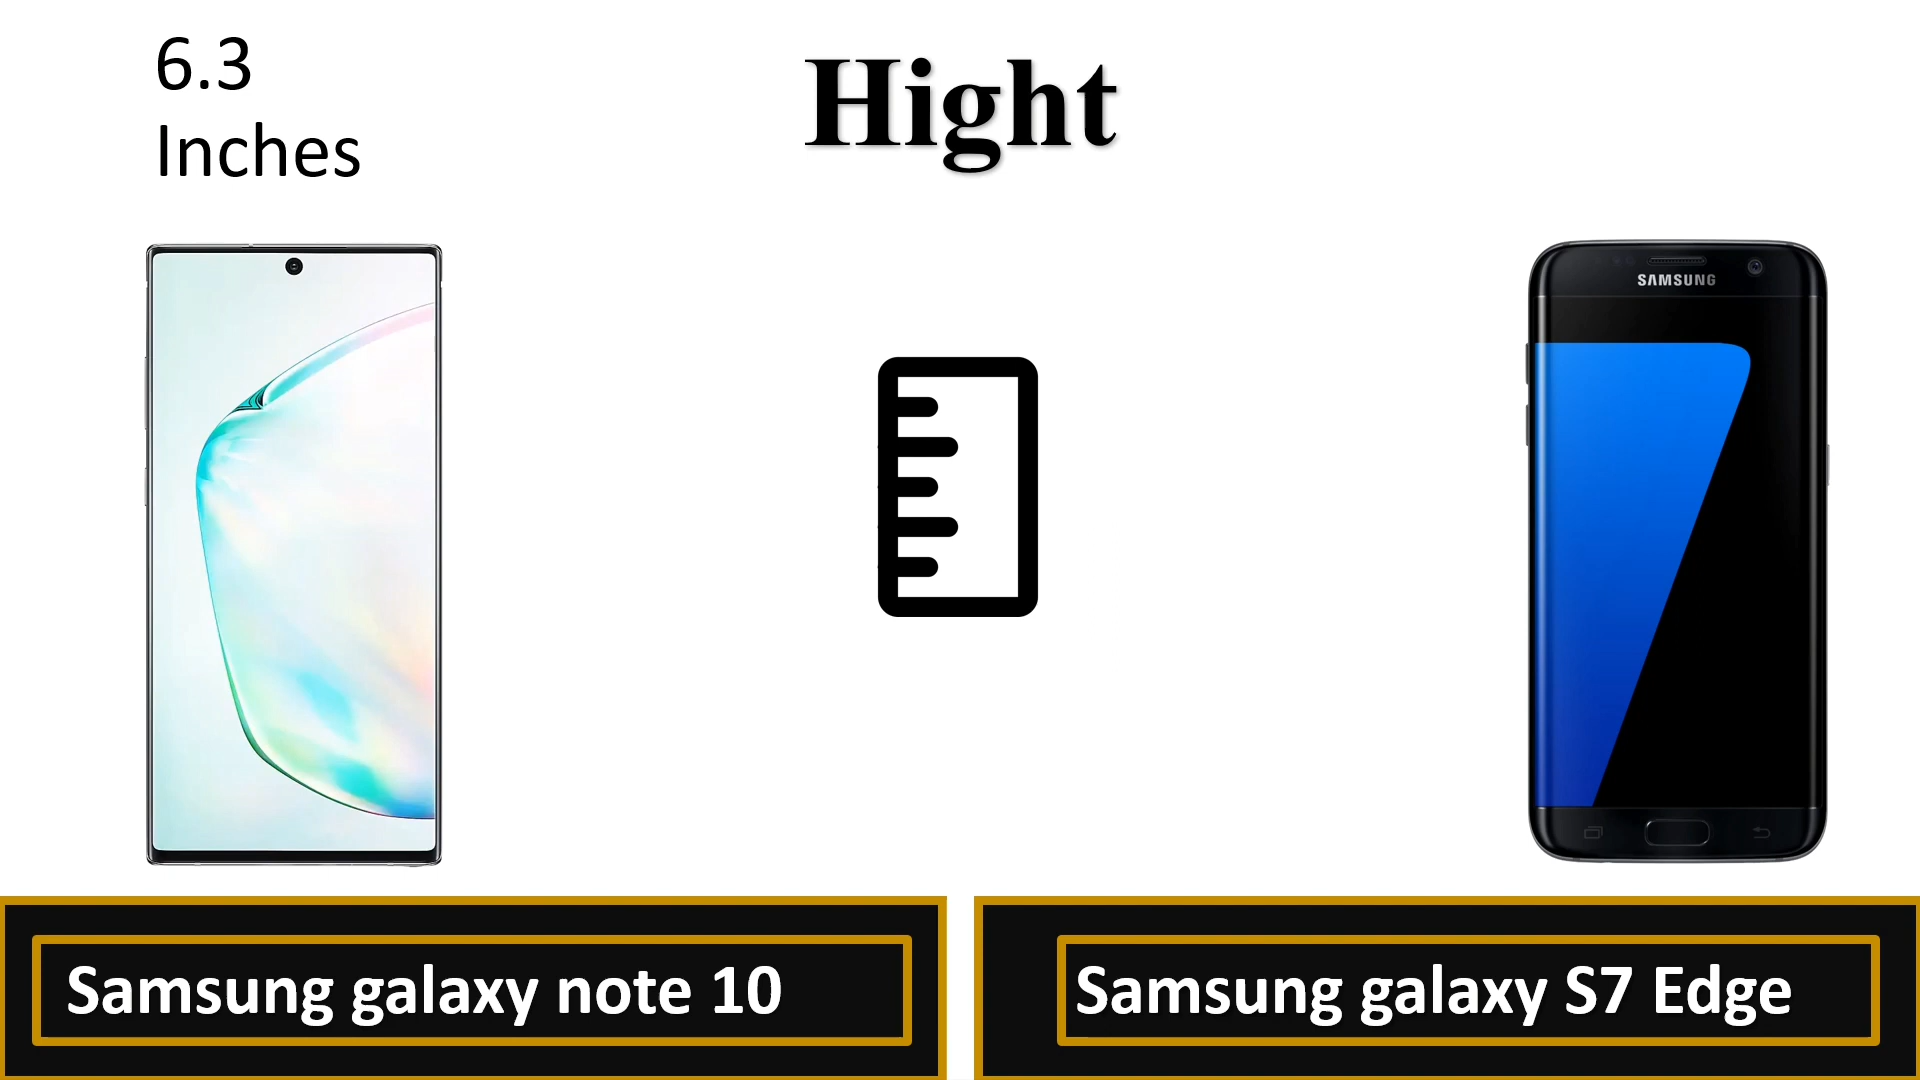 6.3
Inches
Hight
SAMSUNG
Samsung galaxy note 10
Samsung galaxy S7 Edge